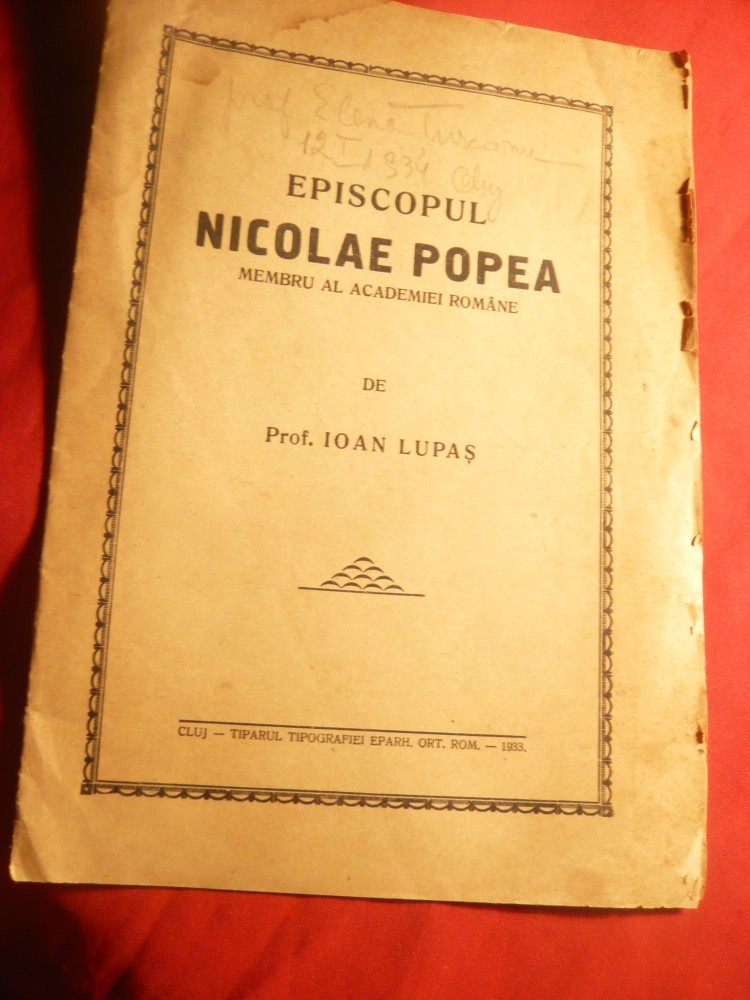 prof Elena
12 I 1934 Cluj
EPISCOPUL
NICOLAE POPEA
MEMBRU AL ACADEMIEI ROMÂNE
DE
Prof. IOAN LUPAȘ
CLUJ — TIPARUL TIPOGRAFIEI EPARH. ORT. ROM. — 1933.